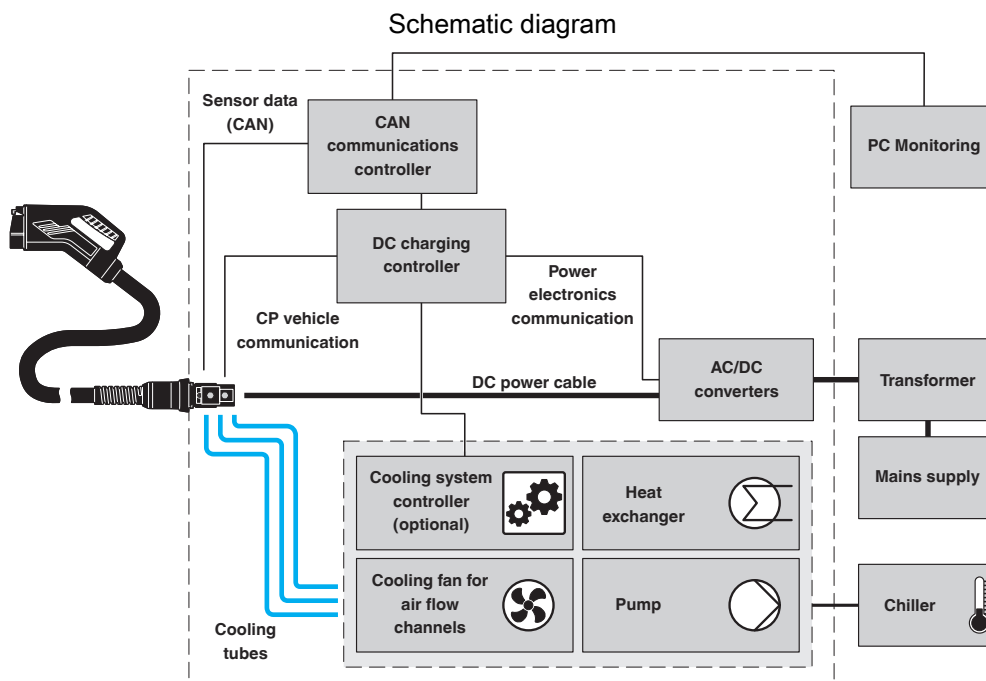 Schematic diagram
Sensor data
(CAN)
CAN
communications
controller
PC Monitoring
DC charging
controller
Power
electronics
communication
CP vehicle
communication
DC power cable
AC/DC
converters
Transformer
Mains supply
Cooling system
controller
(optional)
Heat
exchanger
Cooling fan for
air flow
channels
Pump
Chiller
Cooling
tubes